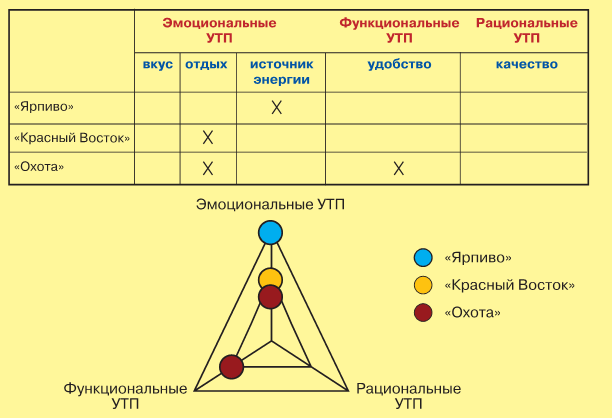 Эмоциональные УТП
Функциональные УТП
Рациональные УТП
вкус отдых источник энергии удобство качество
«Ярпиво» X
«Красный Восток» X
«Охота» X X
Эмоциональные УТП
«Ярпиво»
«Красный Восток»
«Охота»
Функциональные
УТП
Рациональные
УТП